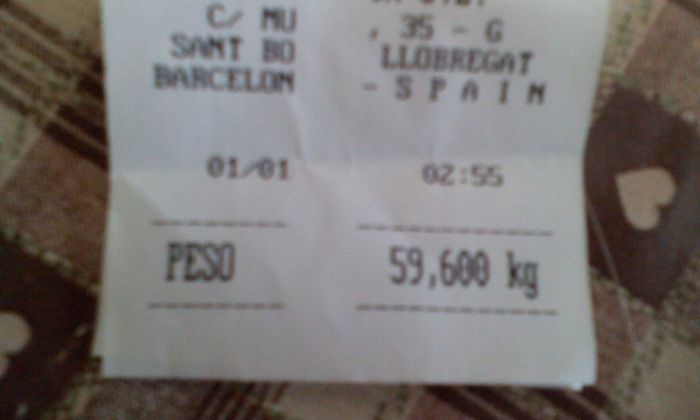 C/ MU , 35 - G
SANT BO LLOBREGAT
BARCELON - S P A I N
01/01 02:55
PESO 59,600 kg